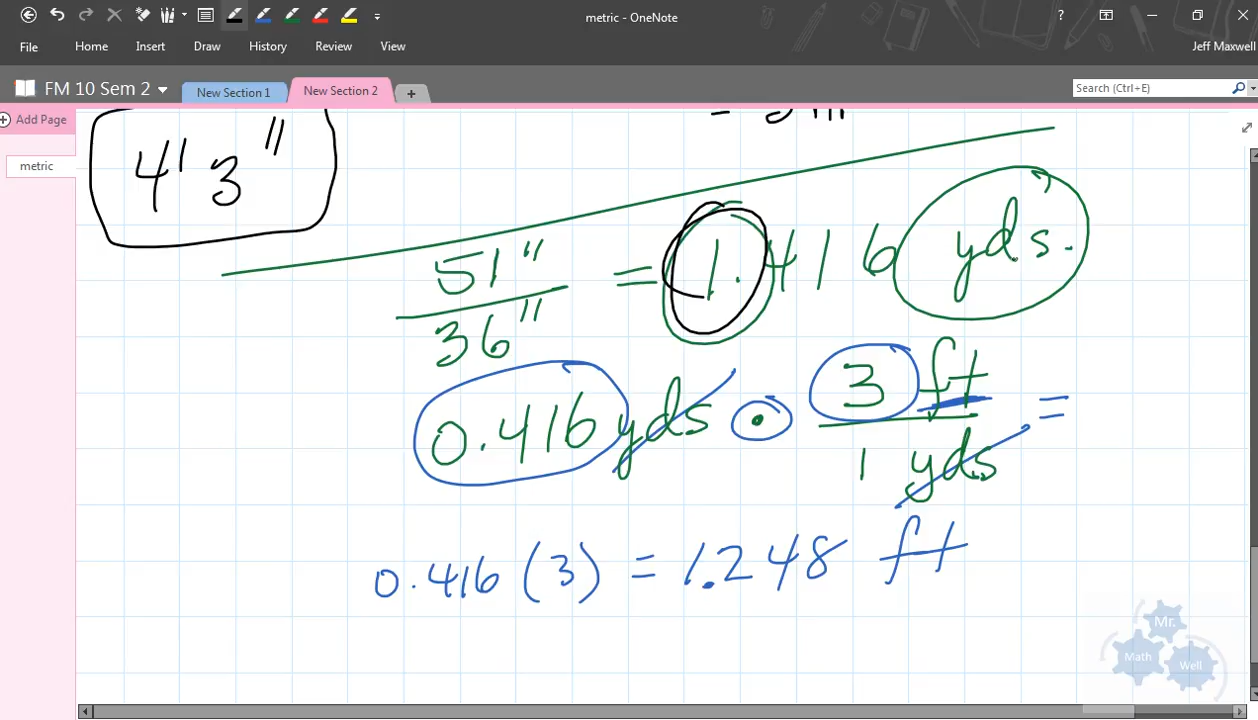 metric - OneNote
?
Jeff Maxwell
File Home Insert Draw History Review View
FM 10 Sem 2 New Section 1 New Section 2 +
Search (Ctrl+E)
Add Page
metric
4' 3"
51" / 36" = 1.416 yds.
0.416 yds • 3 ft / 1 yds =
0.416 (3) = 1.248 ft
Mr.
Math Well